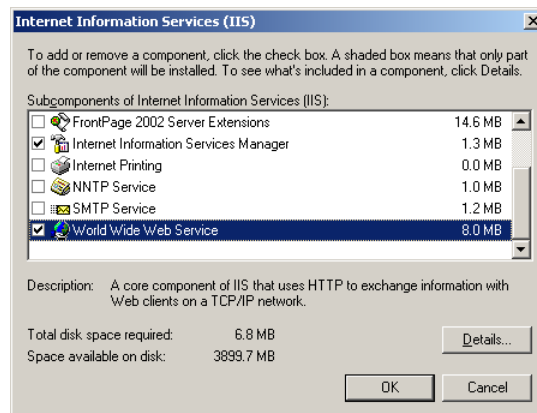 Internet Information Services (IIS)
To add or remove a component, click the check box. A shaded box means that only part
of the component will be installed. To see what's included in a component, click Details.
Subcomponents of Internet Information Services (IIS):
FrontPage 2002 Server Extensions 14.6 MB
Internet Information Services Manager 1.3 MB
Internet Printing 0.0 MB
NNTP Service 1.0 MB
SMTP Service 1.2 MB
World Wide Web Service 8.0 MB
Description: A core component of IIS that uses HTTP to exchange information with
Web clients on a TCP/IP network.
Total disk space required: 6.8 MB
Space available on disk: 3899.7 MB
Details...
OK Cancel